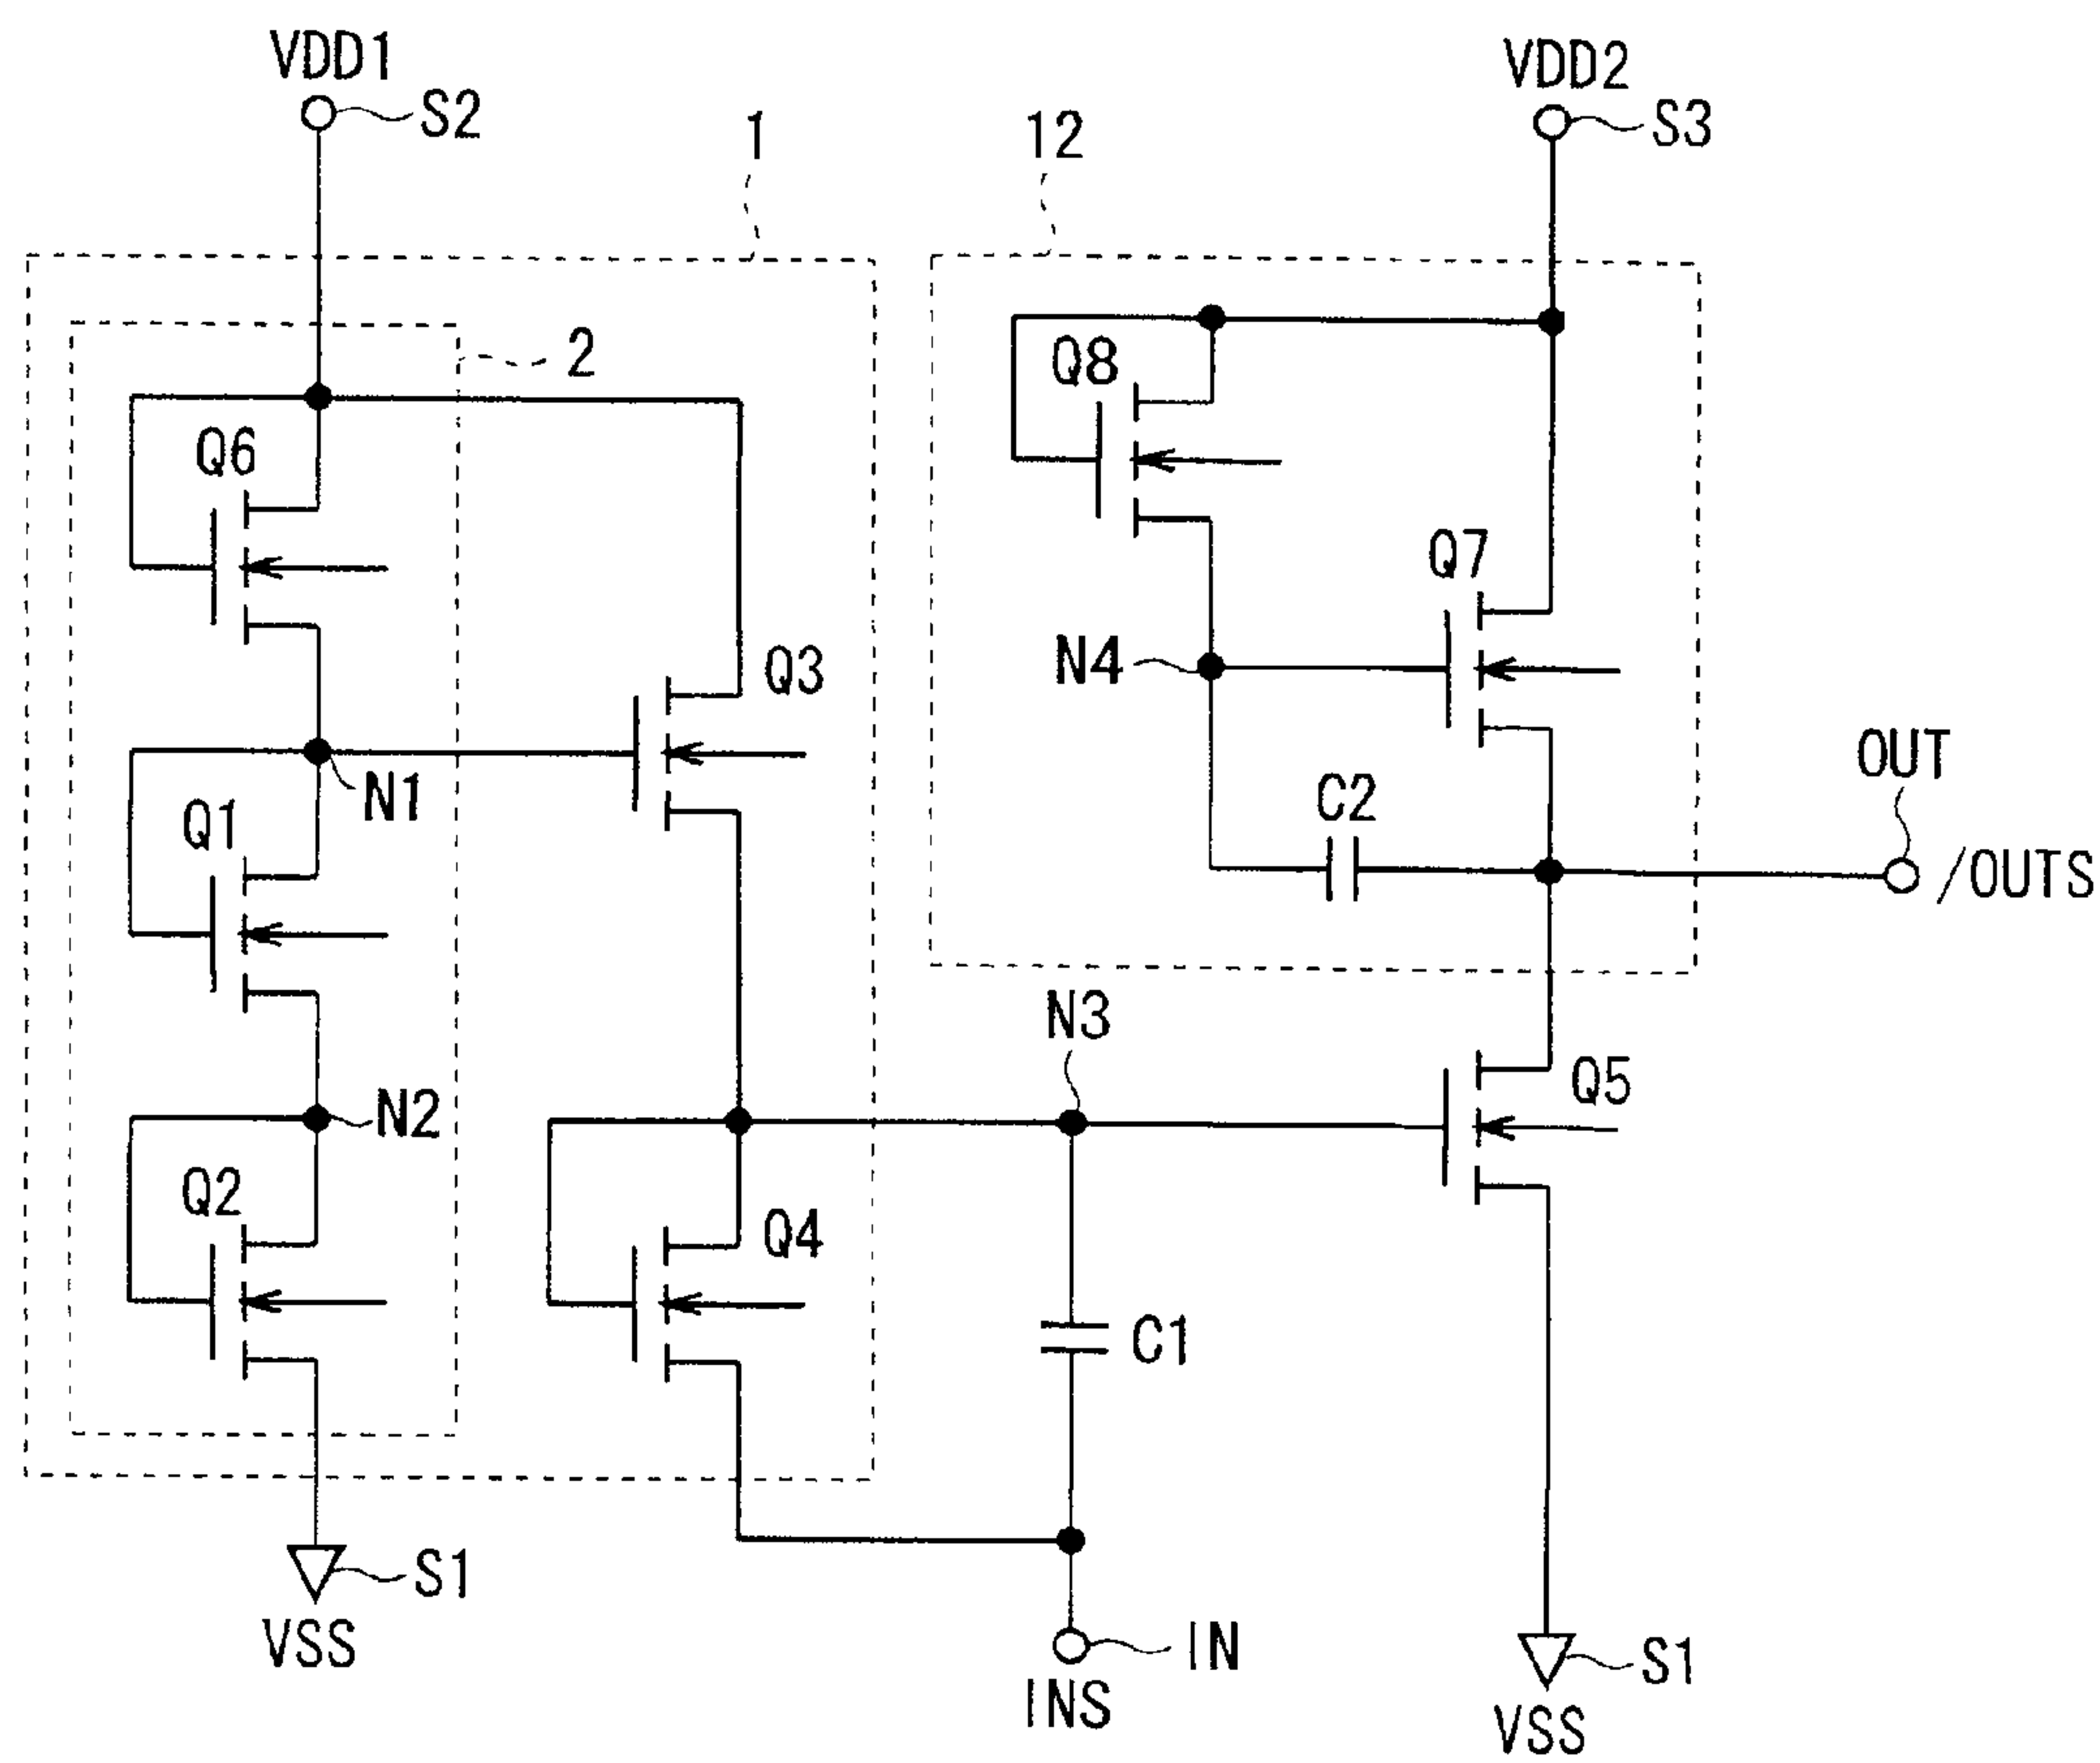 VDD1
S2
VDD2
S3
1
12
2
Q8
Q6
Q7
Q3
N4
OUT
N1
C2
Q1
/OUTS
N3
Q5
N2
Q2
Q4
C1
S1
VSS
IN
INS
S1
VSS